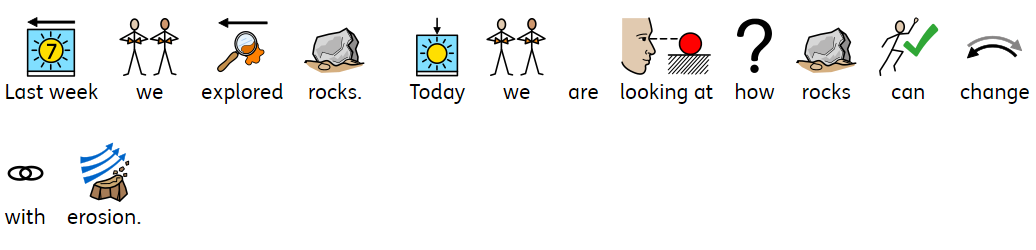 Last week we explored rocks. Today we are looking at how rocks can change
with erosion.